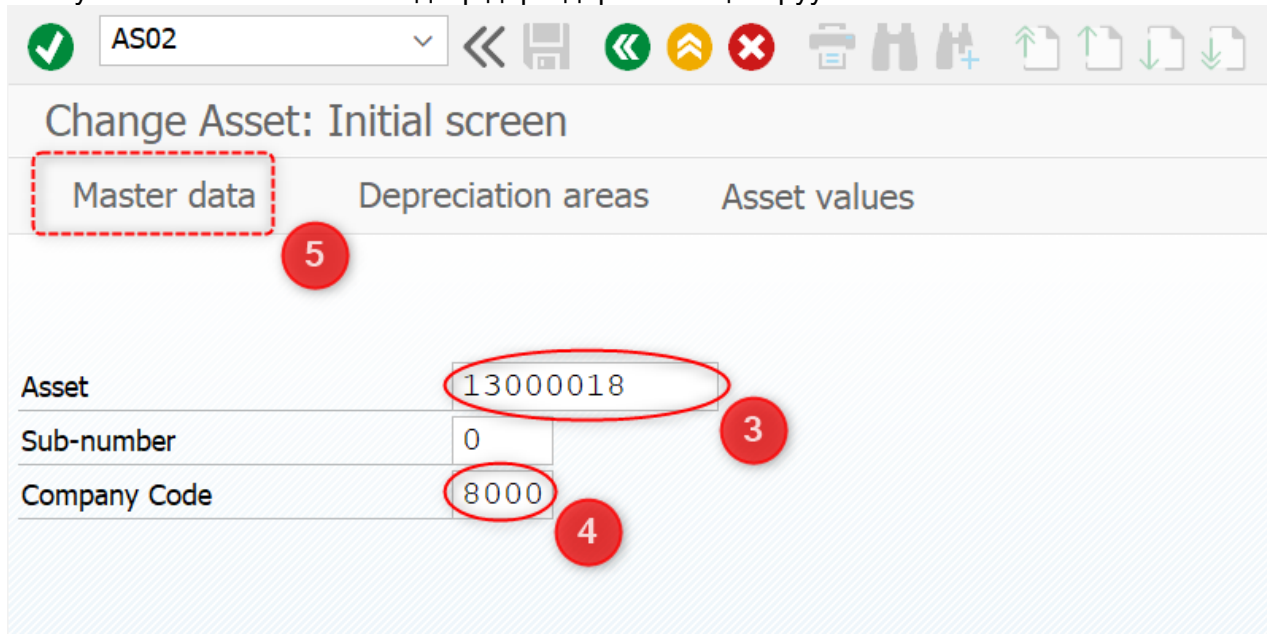 AS02
Change Asset: Initial screen
Master data Depreciation areas Asset values
5
Asset 13000018
3
Sub-number 0
Company Code 8000
4